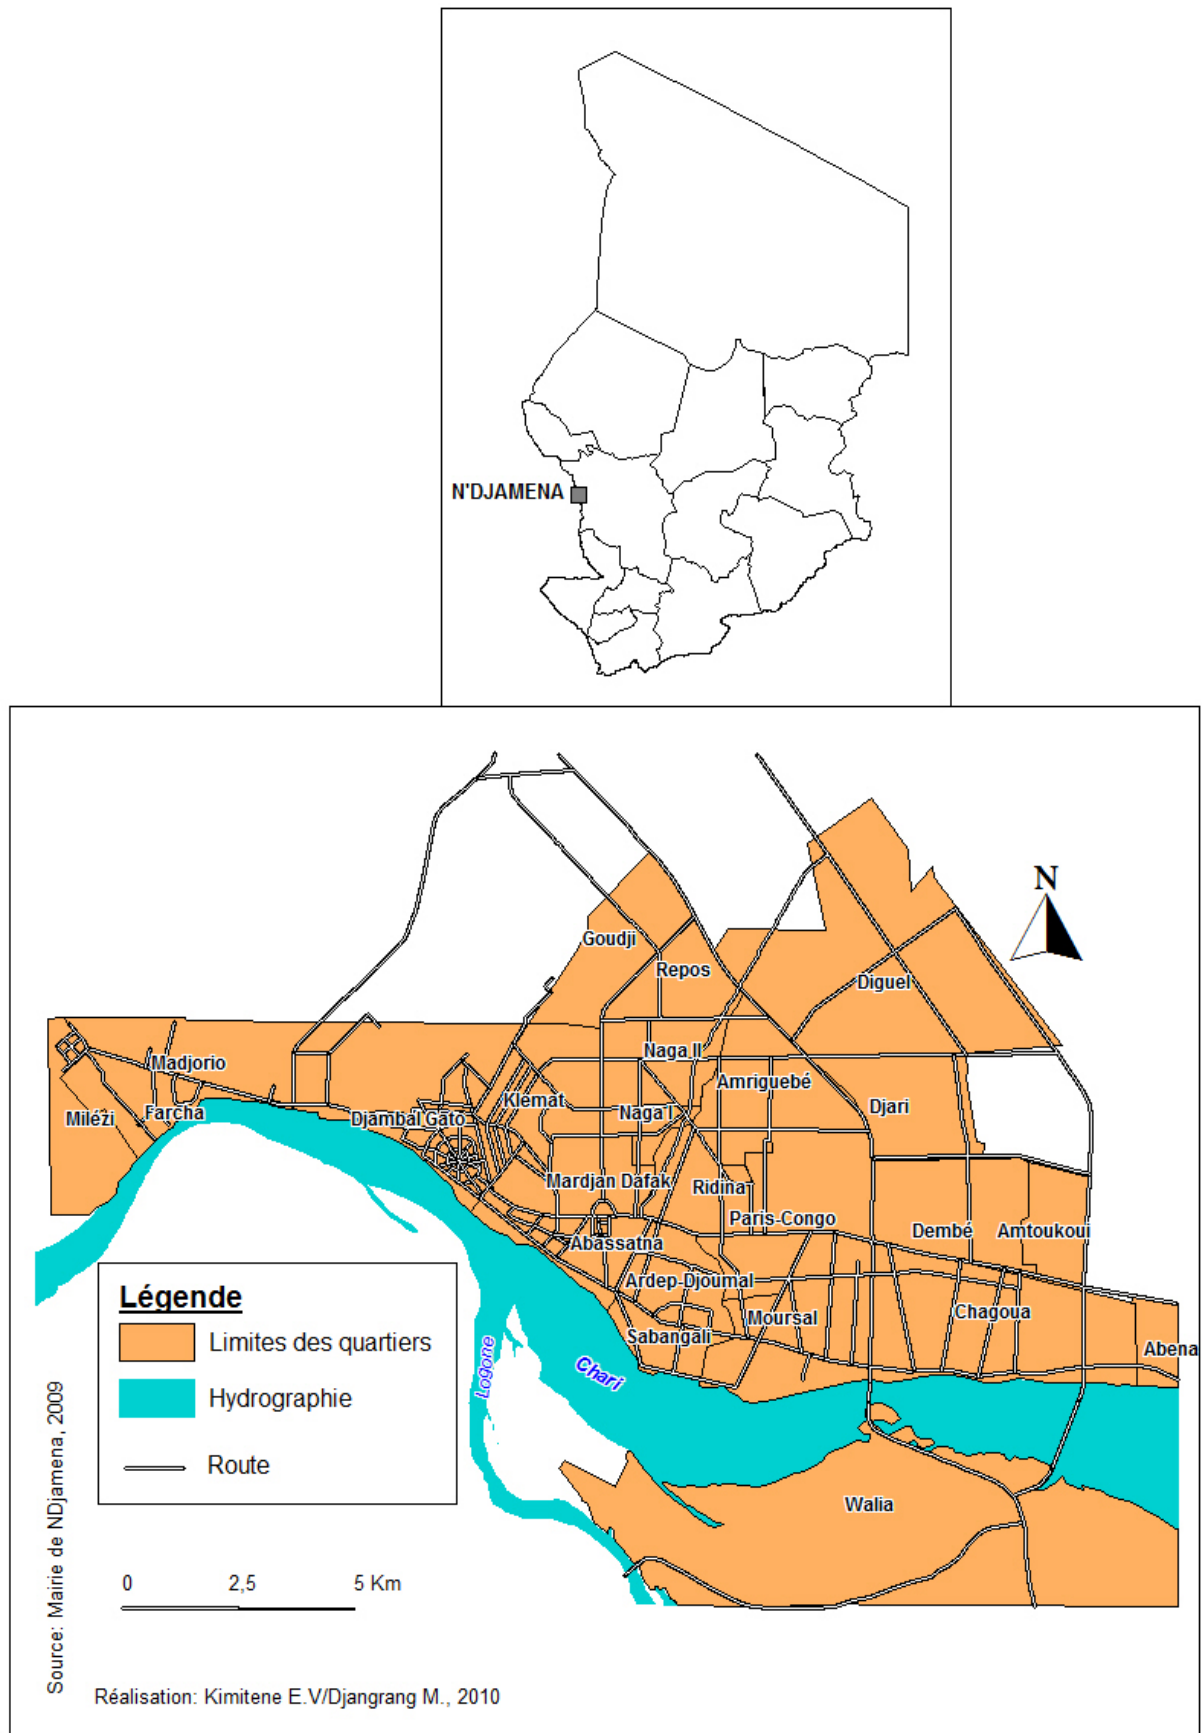 N'DJAMENA
N
Goudji
Repos
Diguel
Naga II
Madjorio
Amriguebé
Klémat
Djari
Milézi
Farcha
Djambal Gato
Naga I
Mardjan Dafak
Ridina
Paris-Congo
Dembé
Amtoukoui
Abassatna
Ardep-Djoumal
Moursal
Chagoua
Sabangali
Abena
Logone
Chari
Walia
Légende
Limites des quartiers
Hydrographie
Route
0 2,5 5 Km
Source: Mairie de NDjamena, 2009
Réalisation: Kimitene E.V/Djangrang M., 2010